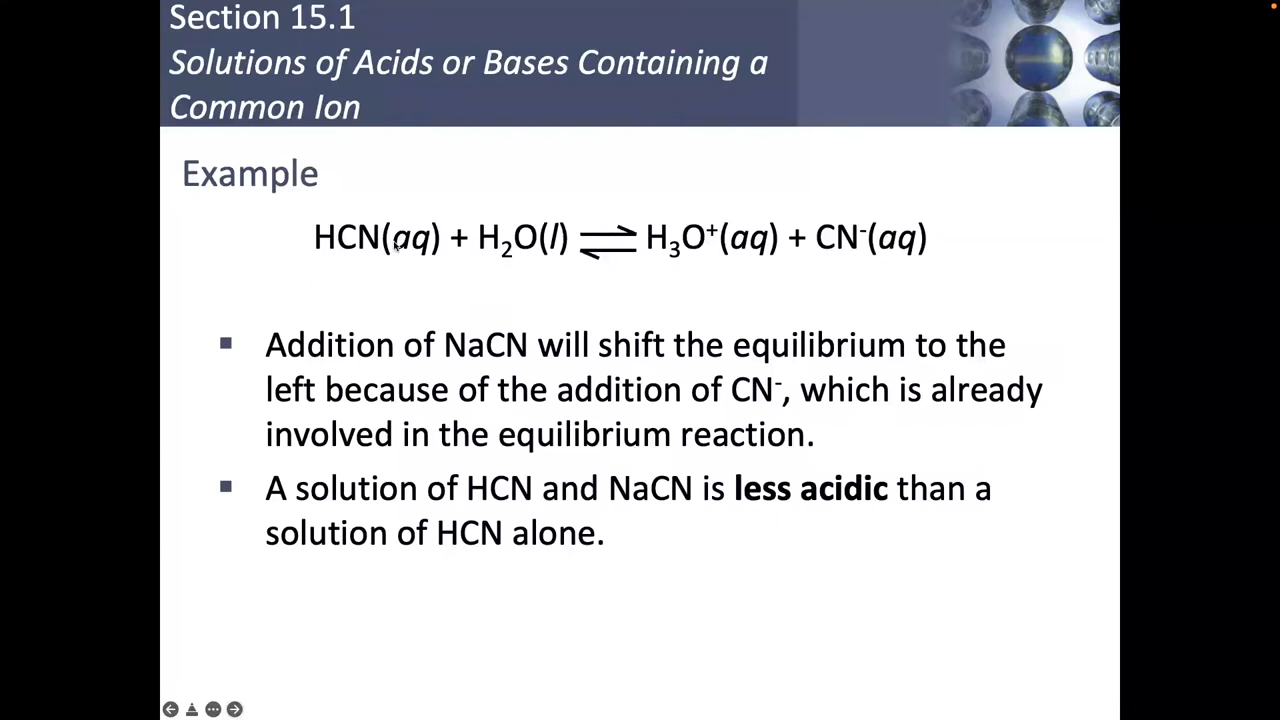 Section 15.1
Solutions of Acids or Bases Containing a
Common Ion
Example
HCN(aq) + H₂O(l) ⇌ H₃O⁺(aq) + CN⁻(aq)
▪ Addition of NaCN will shift the equilibrium to the
left because of the addition of CN⁻, which is already
involved in the equilibrium reaction.
▪ A solution of HCN and NaCN is less acidic than a
solution of HCN alone.